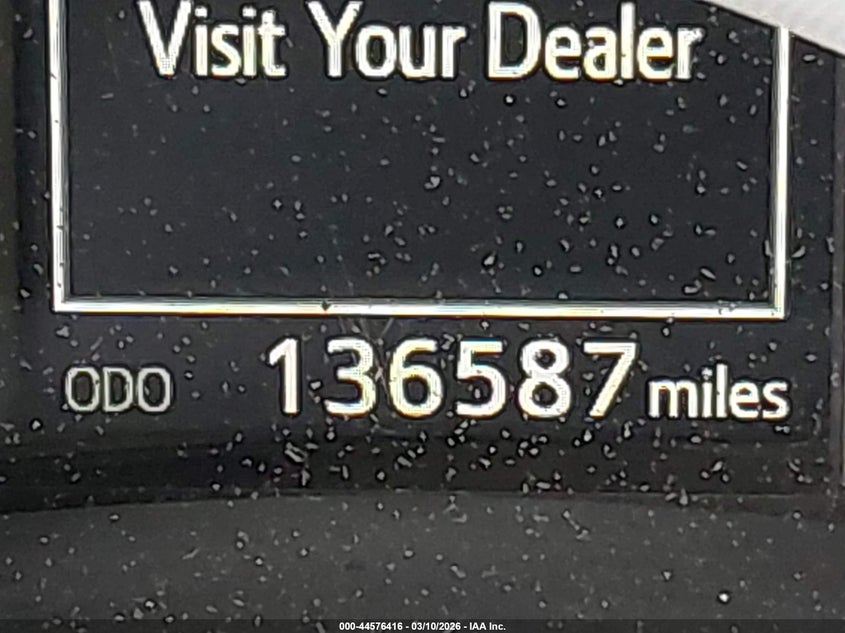 Visit Your Dealer
ODO 136587 miles
000-44576416 - 03/10/2026 - IAA Inc.